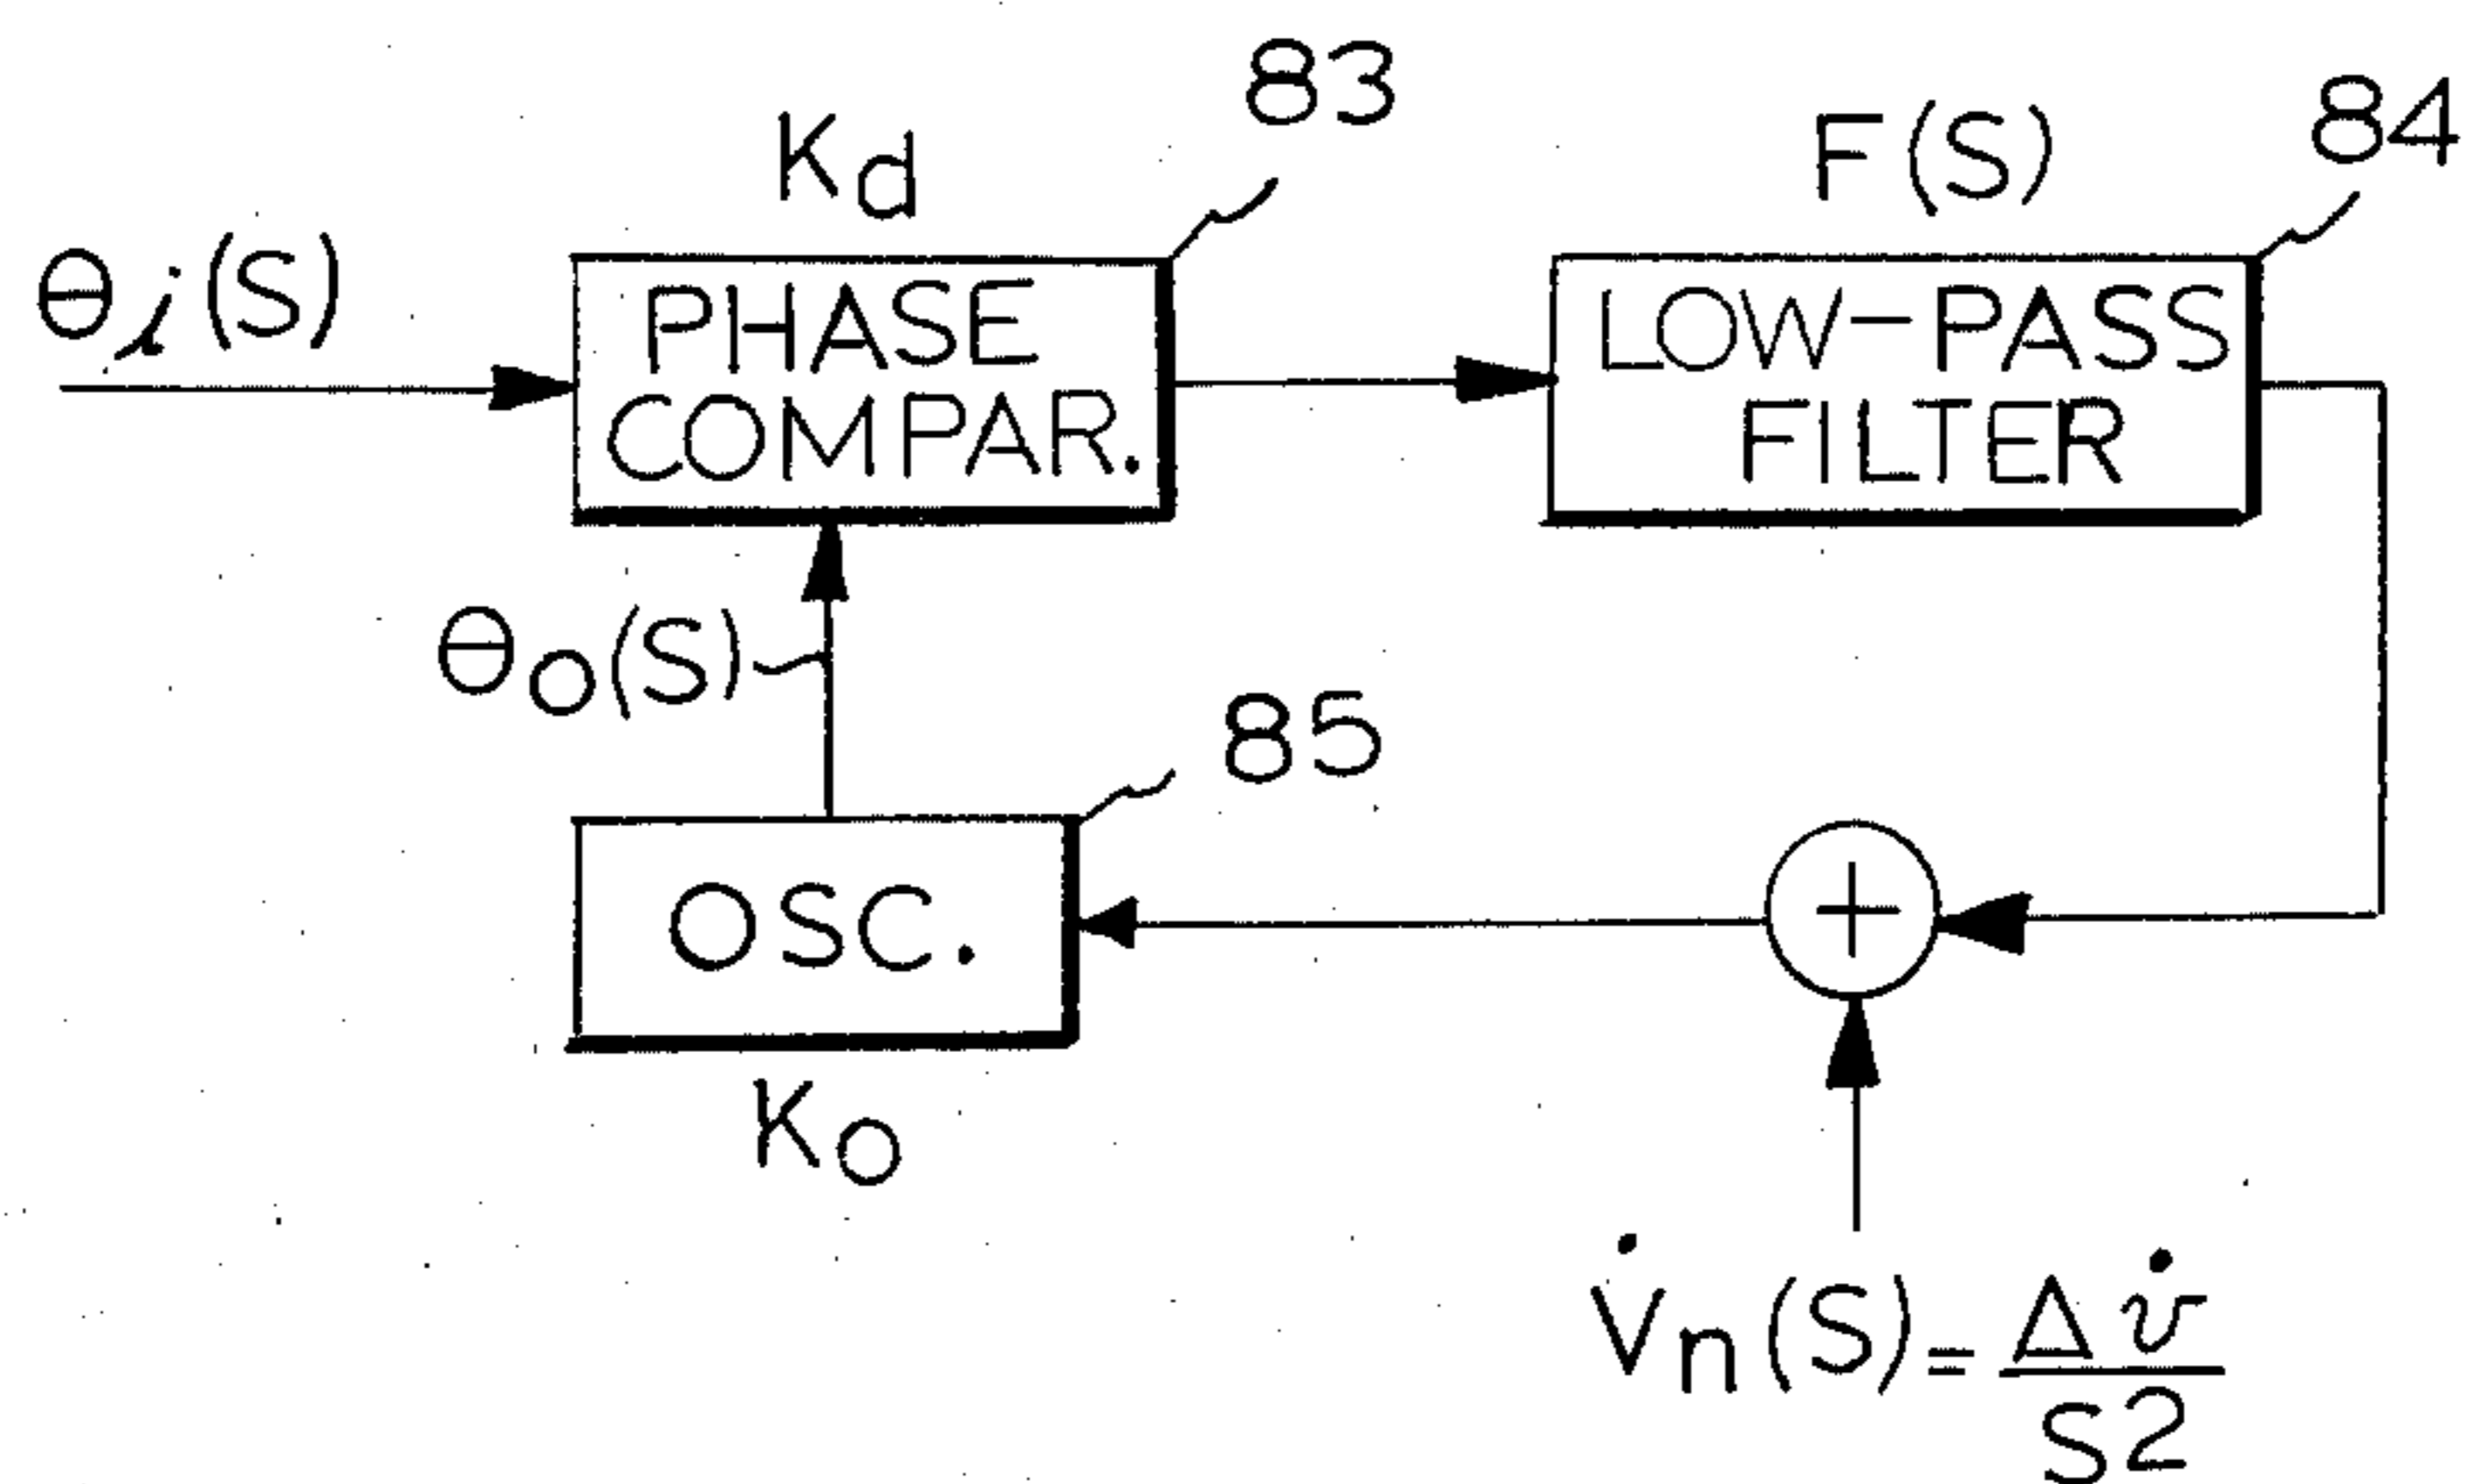 83
84
Kd
F(S)
θi(S)
PHASE
COMPAR.
LOW-PASS
FILTER
θo(S)
85
OSC.
+
Ko
V̇n(S)=Δv̇/S2